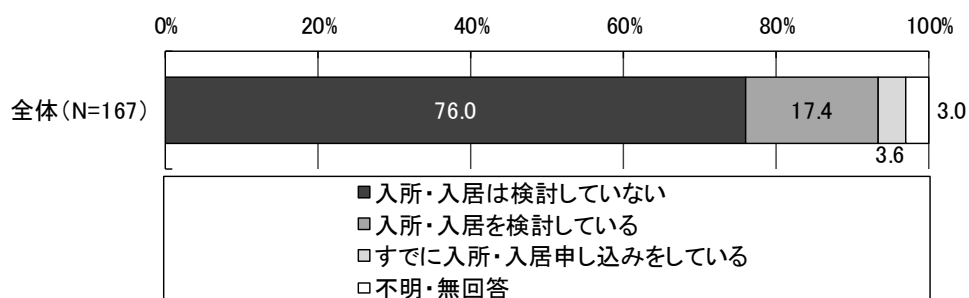 0% 20% 40% 60% 80% 100%
全体(N=167) 76.0 17.4 3.0
3.6
■入所・入居は検討していない
■入所・入居を検討している
□すでに入所・入居申し込みをしている
□不明・無回答